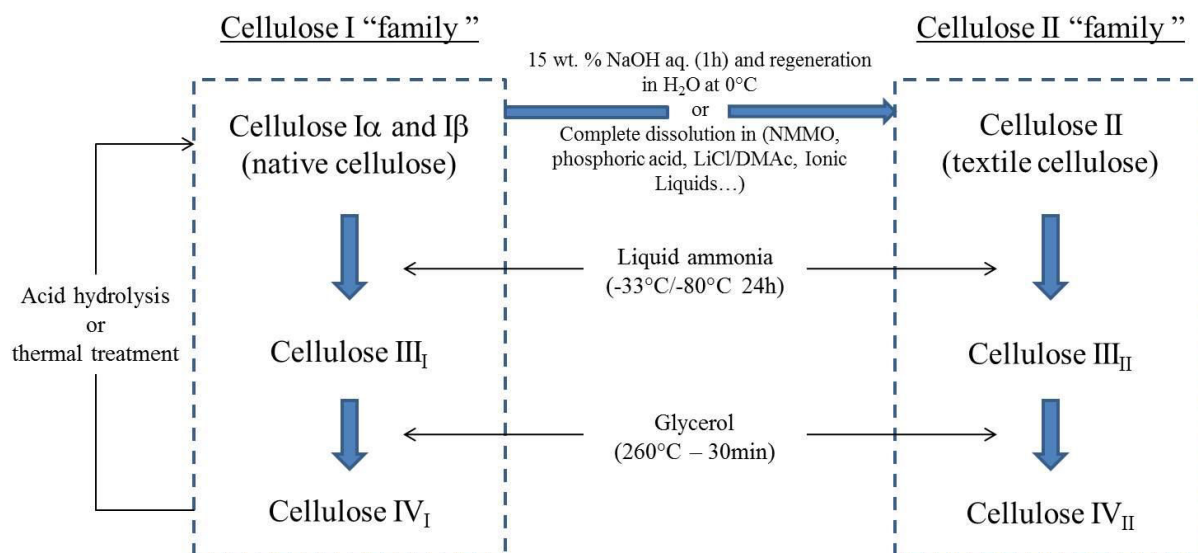 Cellulose I “family”
Cellulose II “family”
15 wt. % NaOH aq. (1h) and regeneration
in H₂O at 0°C
or
Complete dissolution in (NMMO,
phosphoric acid, LiCl/DMAc, Ionic
Liquids…)
Cellulose Iα and Iβ
(native cellulose)
Cellulose II
(textile cellulose)
Liquid ammonia
(-33°C/-80°C 24h)
Acid hydrolysis
or
thermal treatment
Cellulose III_I
Cellulose III_II
Glycerol
(260°C – 30min)
Cellulose IV_I
Cellulose IV_II